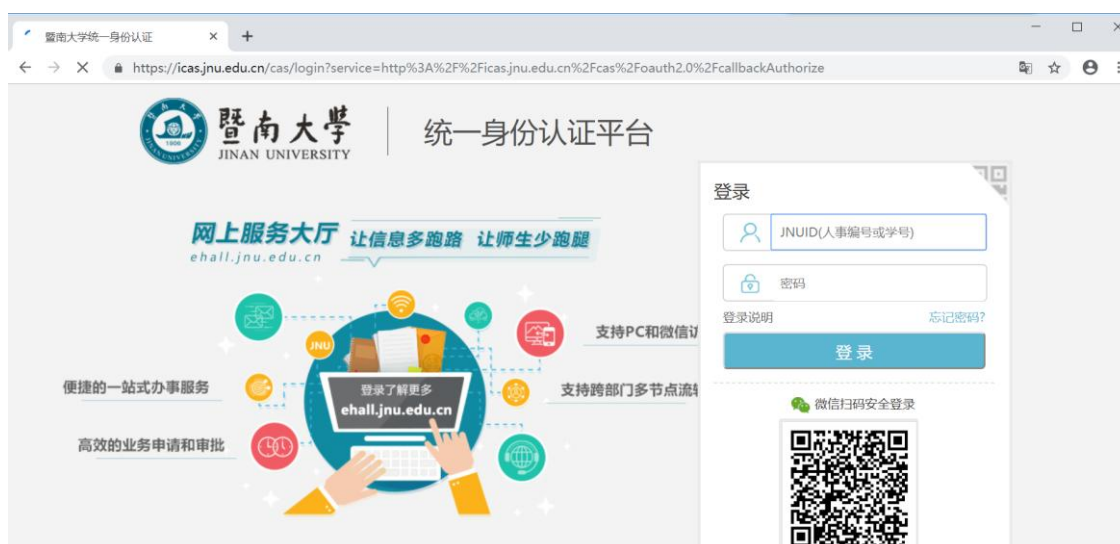 暨南大学统一身份认证
https://icas.jnu.edu.cn/cas/login?service=http%3A%2F%2Ficas.jnu.edu.cn%2Fcas%2Foauth2.0%2FcallbackAuthorize
暨南大學
JINAN UNIVERSITY
统一身份认证平台
1906
登录
JNUID(人事编号或学号)
密码
登录说明
忘记密码?
登 录
微信扫码安全登录
网上服务大厅
ehall.jnu.edu.cn
让信息多跑路 让师生少跑腿
JNU
支持PC和微信
便捷的一站式办事服务
登录了解更多
ehall.jnu.edu.cn
支持跨部门多节点流
高效的业务申请和审批